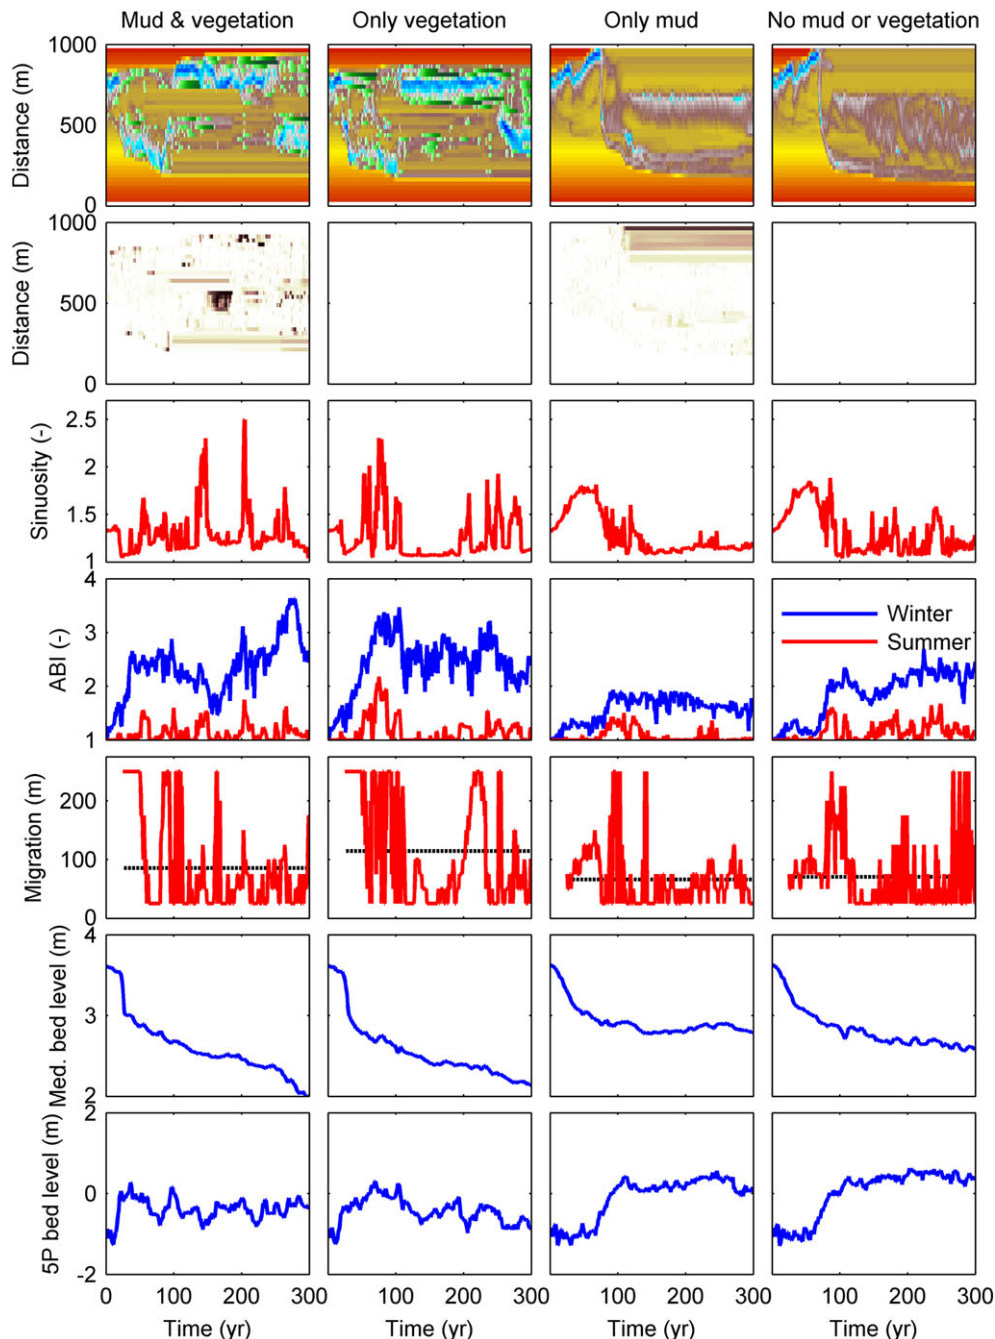 Mud & vegetation Only vegetation Only mud No mud or vegetation
Distance (m)
1000
500
0
Distance (m)
1000
500
0
Sinuosity (-)
2.5
2
1.5
1
ABI (-)
4
3
2
1
Winter
Summer
Migration (m)
200
100
0
Med. bed level (m)
4
3
2
5P bed level (m)
2
0
-2
0 100 200 300 0 100 200 300 0 100 200 300 0 100 200 300
Time (yr) Time (yr) Time (yr) Time (yr)